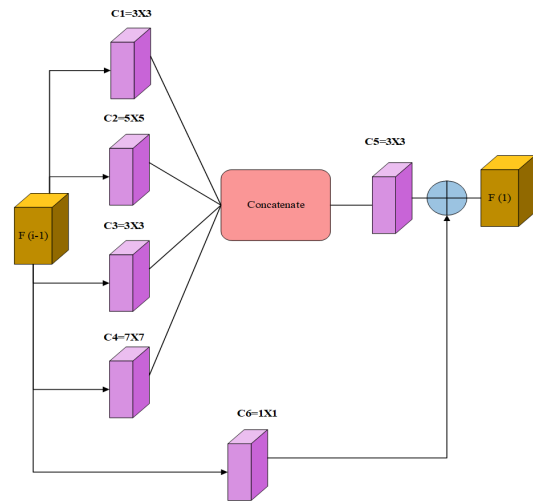 C1=3X3
C2=5X5
C5=3X3
F (i-1)
Concatenate
F (1)
C3=3X3
C4=7X7
C6=1X1